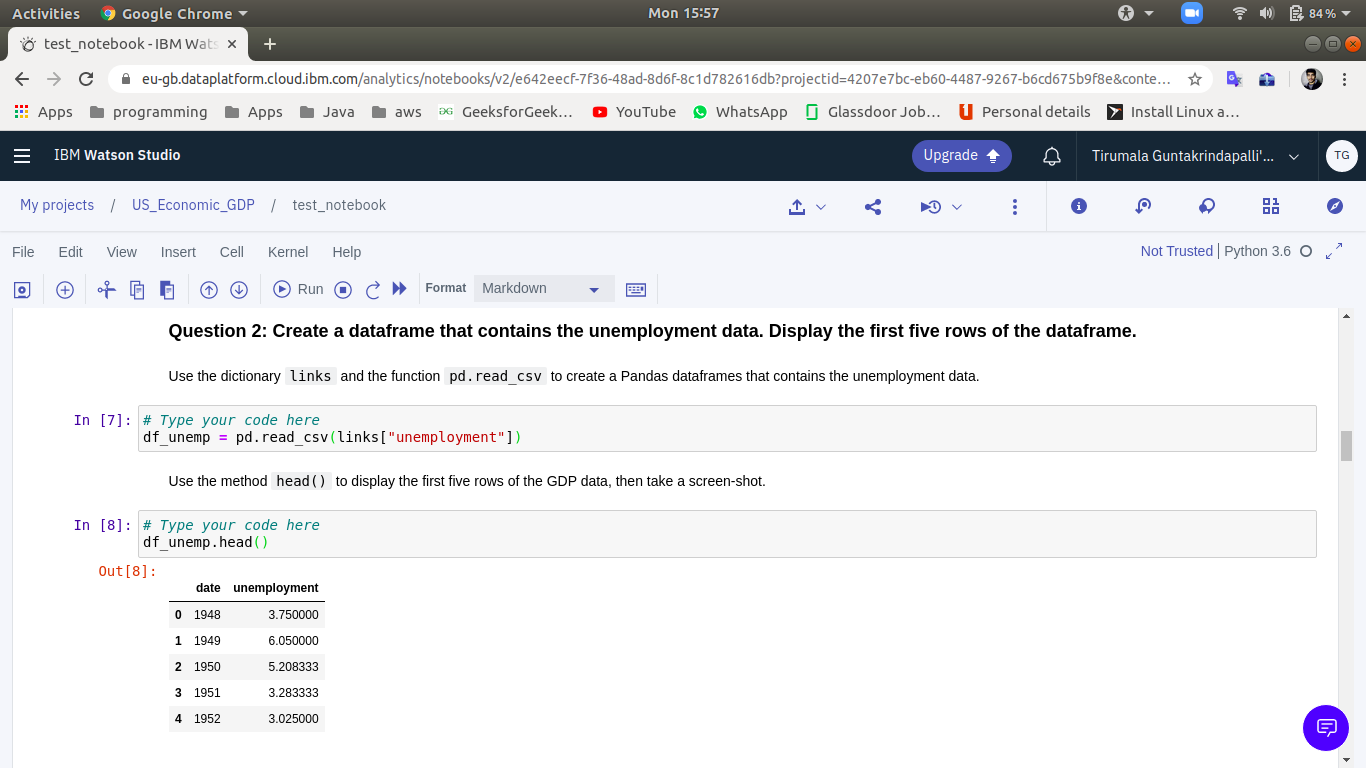 Activities Google Chrome Mon 15:57 84 %
test_notebook - IBM Wats
eu-gb.dataplatform.cloud.ibm.com/analytics/notebooks/v2/e642eecf-7f36-48ad-8d6f-8c1d782616db?projectid=4207e7bc-eb60-4487-9267-b6cd675b9f8e&conte…
Apps programming Apps Java aws GeeksforGeek… YouTube WhatsApp Glassdoor Job… Personal details Install Linux a…
IBM Watson Studio Upgrade Tirumala Guntakrindapalli'... TG
My projects / US_Economic_GDP / test_notebook
File Edit View Insert Cell Kernel Help Not Trusted | Python 3.6
Run Format Markdown
Question 2: Create a dataframe that contains the unemployment data. Display the first five rows of the dataframe.
Use the dictionary links and the function pd.read_csv to create a Pandas dataframes that contains the unemployment data.
In [7]: # Type your code here
df_unemp = pd.read_csv(links["unemployment"])
Use the method head() to display the first five rows of the GDP data, then take a screen-shot.
In [8]: # Type your code here
df_unemp.head()
Out[8]:
date unemployment
0 1948 3.750000
1 1949 6.050000
2 1950 5.208333
3 1951 3.283333
4 1952 3.025000